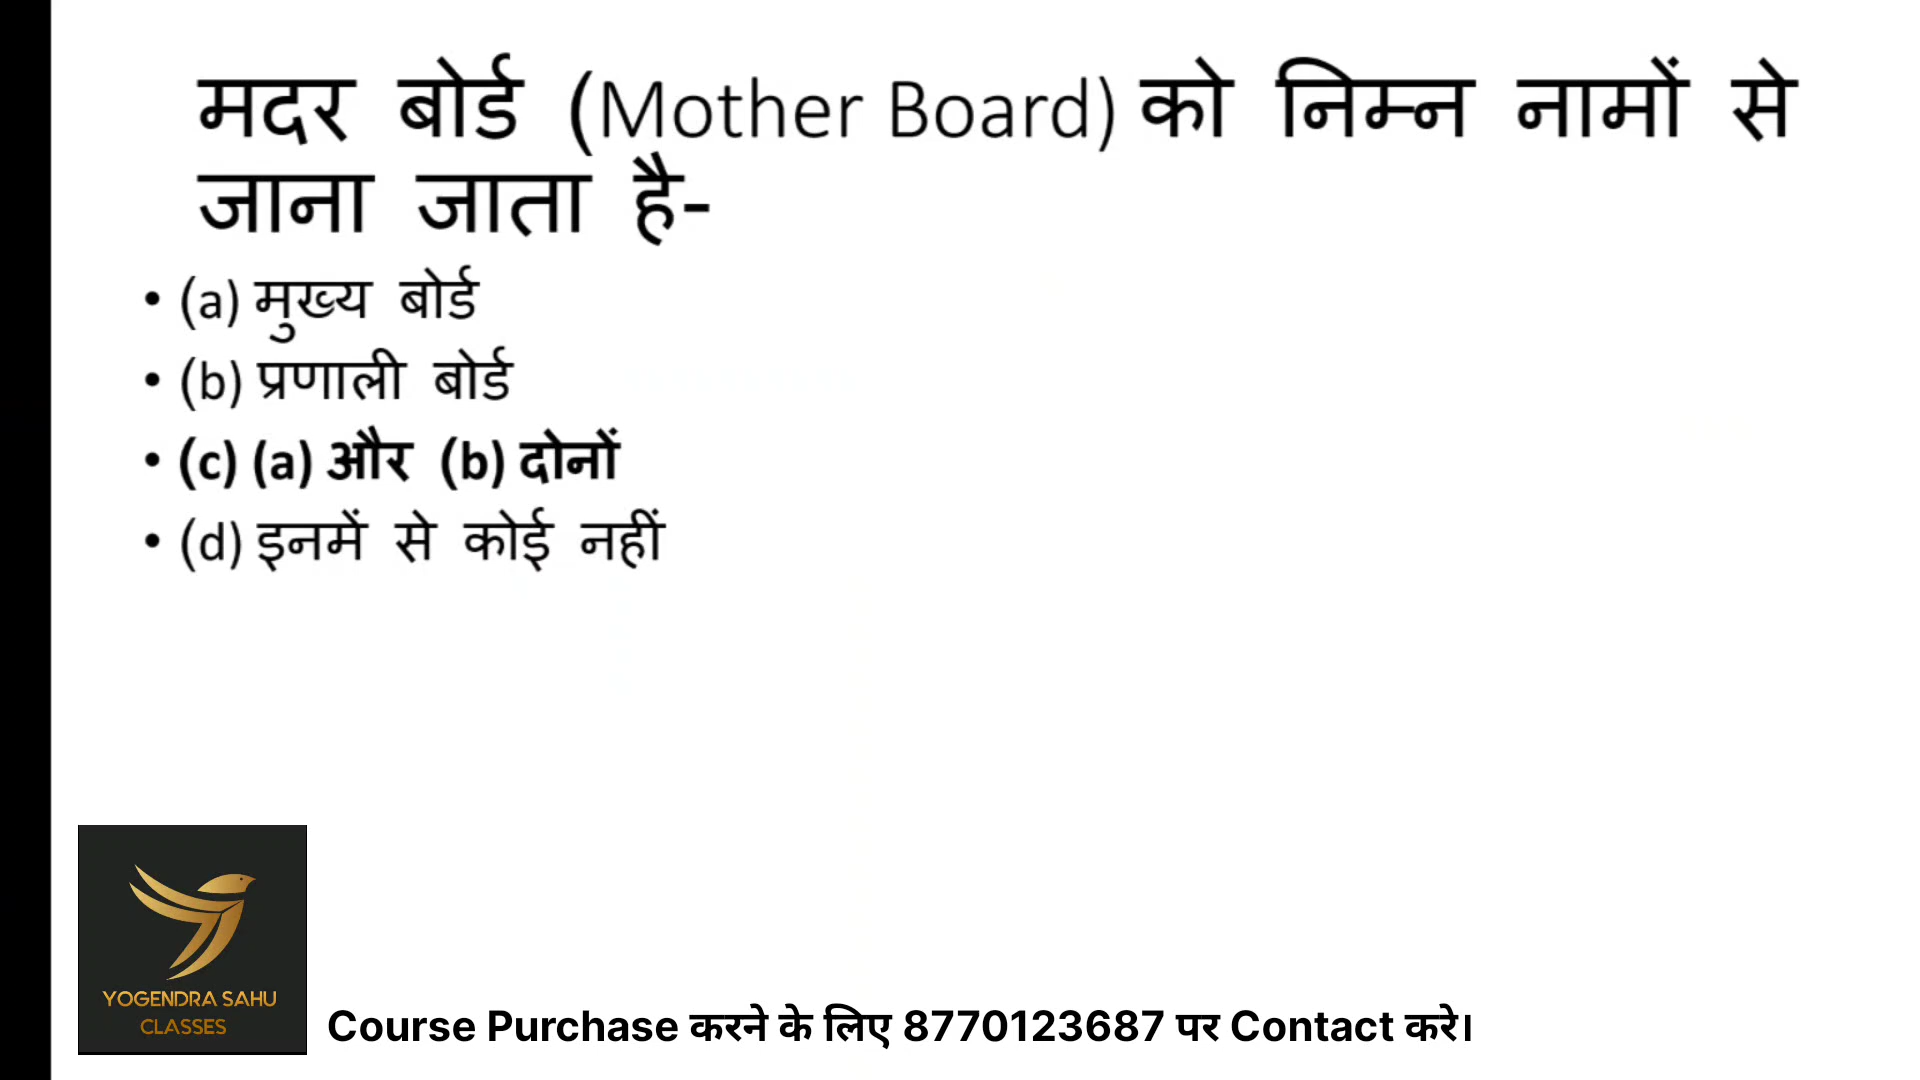 मदर बोर्ड (Mother Board) को निम्न नामों से
जाना जाता है-
• (a) मुख्य बोर्ड
• (b) प्रणाली बोर्ड
• (c) (a) और (b) दोनों
• (d) इनमें से कोई नहीं
YOGENDRA SAHU
CLASSES
Course Purchase करने के लिए 8770123687 पर Contact करे।